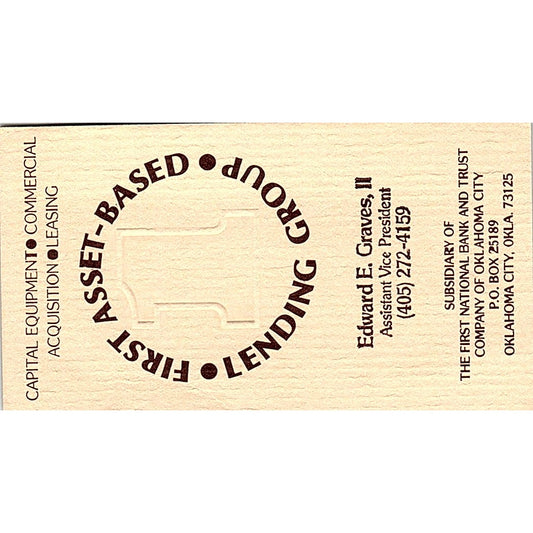 CAPITAL EQUIPMENT●COMMERCIAL
ACQUISITION●LEASING
FIRST ASSET-BASED●
●LENDING GROUP
Edward E. Graves, II
Assistant Vice President
(405) 272-4159
SUBSIDIARY OF
THE FIRST NATIONAL BANK AND TRUST
COMPANY OF OKLAHOMA CITY
P.O. BOX 25189
OKLAHOMA CITY, OKLA. 73125